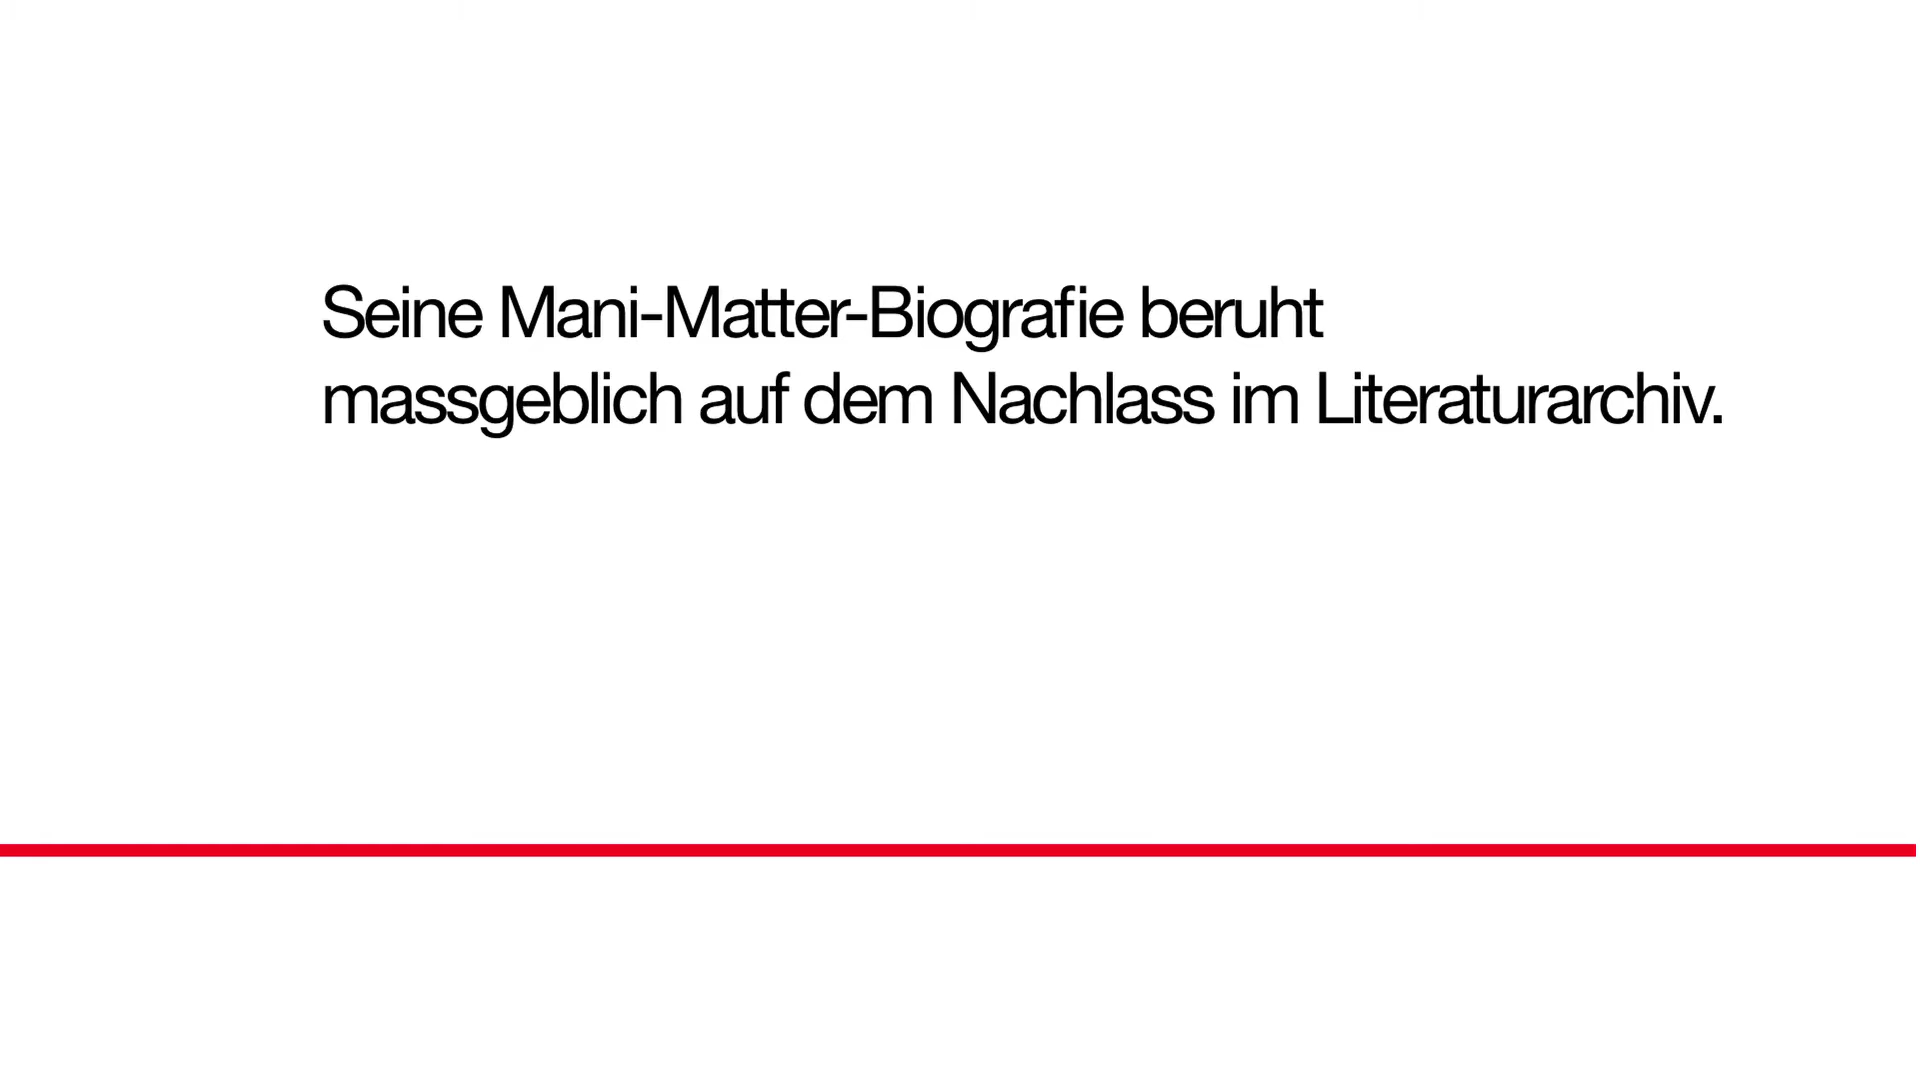 Seine Mani-Matter-Biografie beruht
massgeblich auf dem Nachlass im Literaturarchiv.